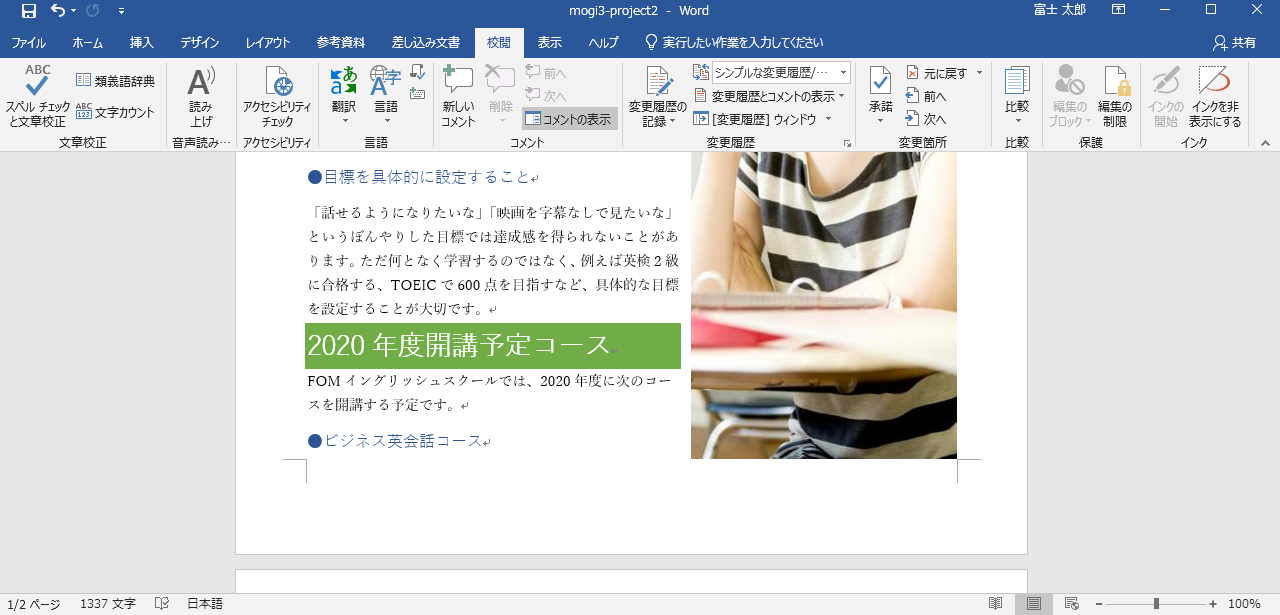 mogi3-project2 - Word
富士 太郎
ファイル ホーム 挿入 デザイン レイアウト 参考資料 差し込み文書 校閲 表示 ヘルプ 実行したい作業を入力してください 共有
ABC
スペル チェックと文章校正
類義語辞典
ABC 123 文字カウント
文章校正
A
読み上げ
音声読み…
アクセシビリティ チェック
アクセシビリティ
翻訳
言語
言語
新しいコメント
削除
前へ
次へ
コメントの表示
コメント
変更履歴の記録
シンプルな変更履歴/…
変更履歴とコメントの表示
[変更履歴] ウィンドウ
変更履歴
承諾
元に戻す
前へ
次へ
変更箇所
比較
比較
編集のブロック
編集の制限
保護
インクの開始
インクを非表示にする
インク
●目標を具体的に設定すること
「話せるようになりたいな」「映画を字幕なしで見たいな」
というぼんやりした目標では達成感を得られないことがあ
ります。ただ何となく学習するのではなく、例えば英検２級
に合格する、TOEIC で 600 点を目指すなど、具体的な目標
を設定することが大切です。
2020 年度開講予定コース
FOM イングリッシュスクールでは、2020 年度に次のコー
スを開講する予定です。
●ビジネス英会話コース
1/2 ページ 1337 文字 日本語 100%